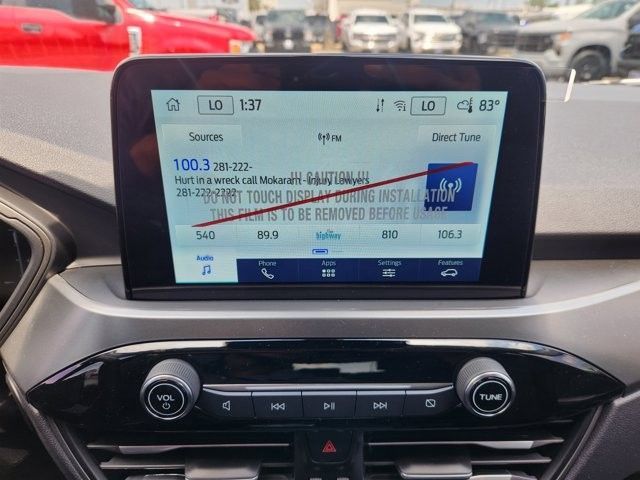 LO 1:37 LO 83°
Sources FM Direct Tune
100.3 281-222-
Hurt in a wreck call Mokaram - Injury Lawyers
281-222-2222
!!! CAUTION !!!
DO NOT TOUCH DISPLAY DURING INSTALLATION
THIS FILM IS TO BE REMOVED BEFORE USAGE
540 89.9 the highway 810 106.3
Audio Phone Apps Settings Features
VOL TUNE